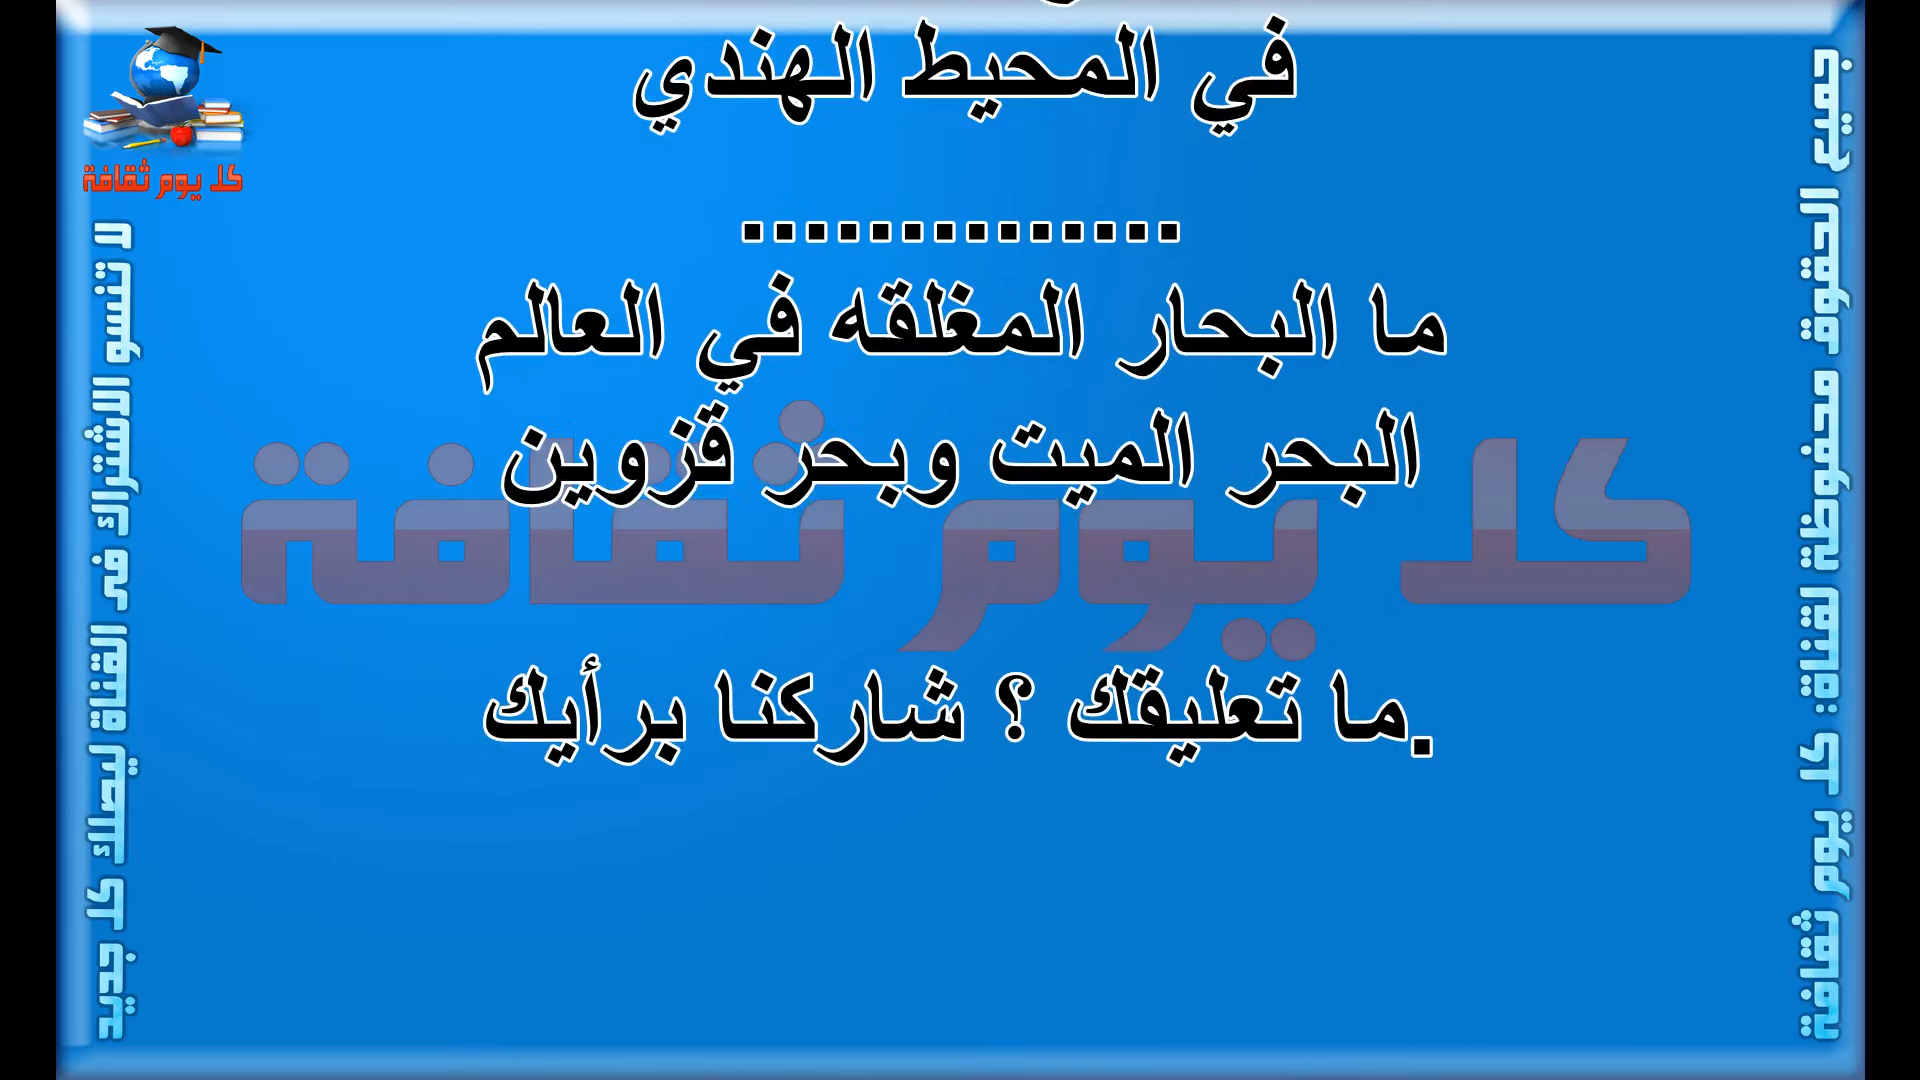 في المحيط الهندي
..............
ما البحار المغلقه في العالم
البحر الميت وبحر قزوين
كل يوم ثقافة
ما تعليقك ؟ شاركنا برأيك.
كل يوم ثقافة
جميع الحقوق محفوظة لقناة: كل يوم ثقافة
لا تنسو الاشتراك فى القناة ليصلك كل جديد